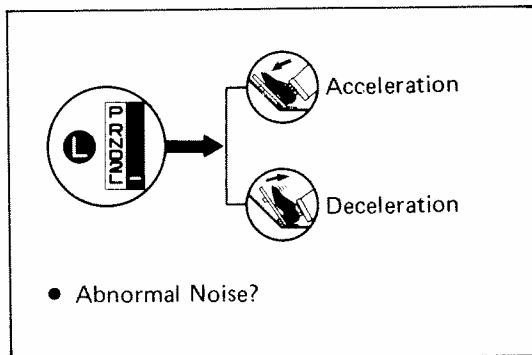 Acceleration
L
P
R
N
D
2
L
Deceleration
● Abnormal Noise?